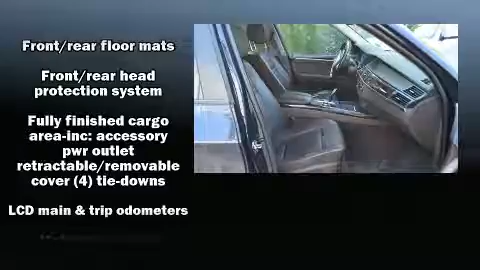 Front/rear floor mats
Front/rear head
protection system
Fully finished cargo
area-inc: accessory
pwr outlet
retractable/removable
cover (4) tie-downs
LCD main & trip odometers